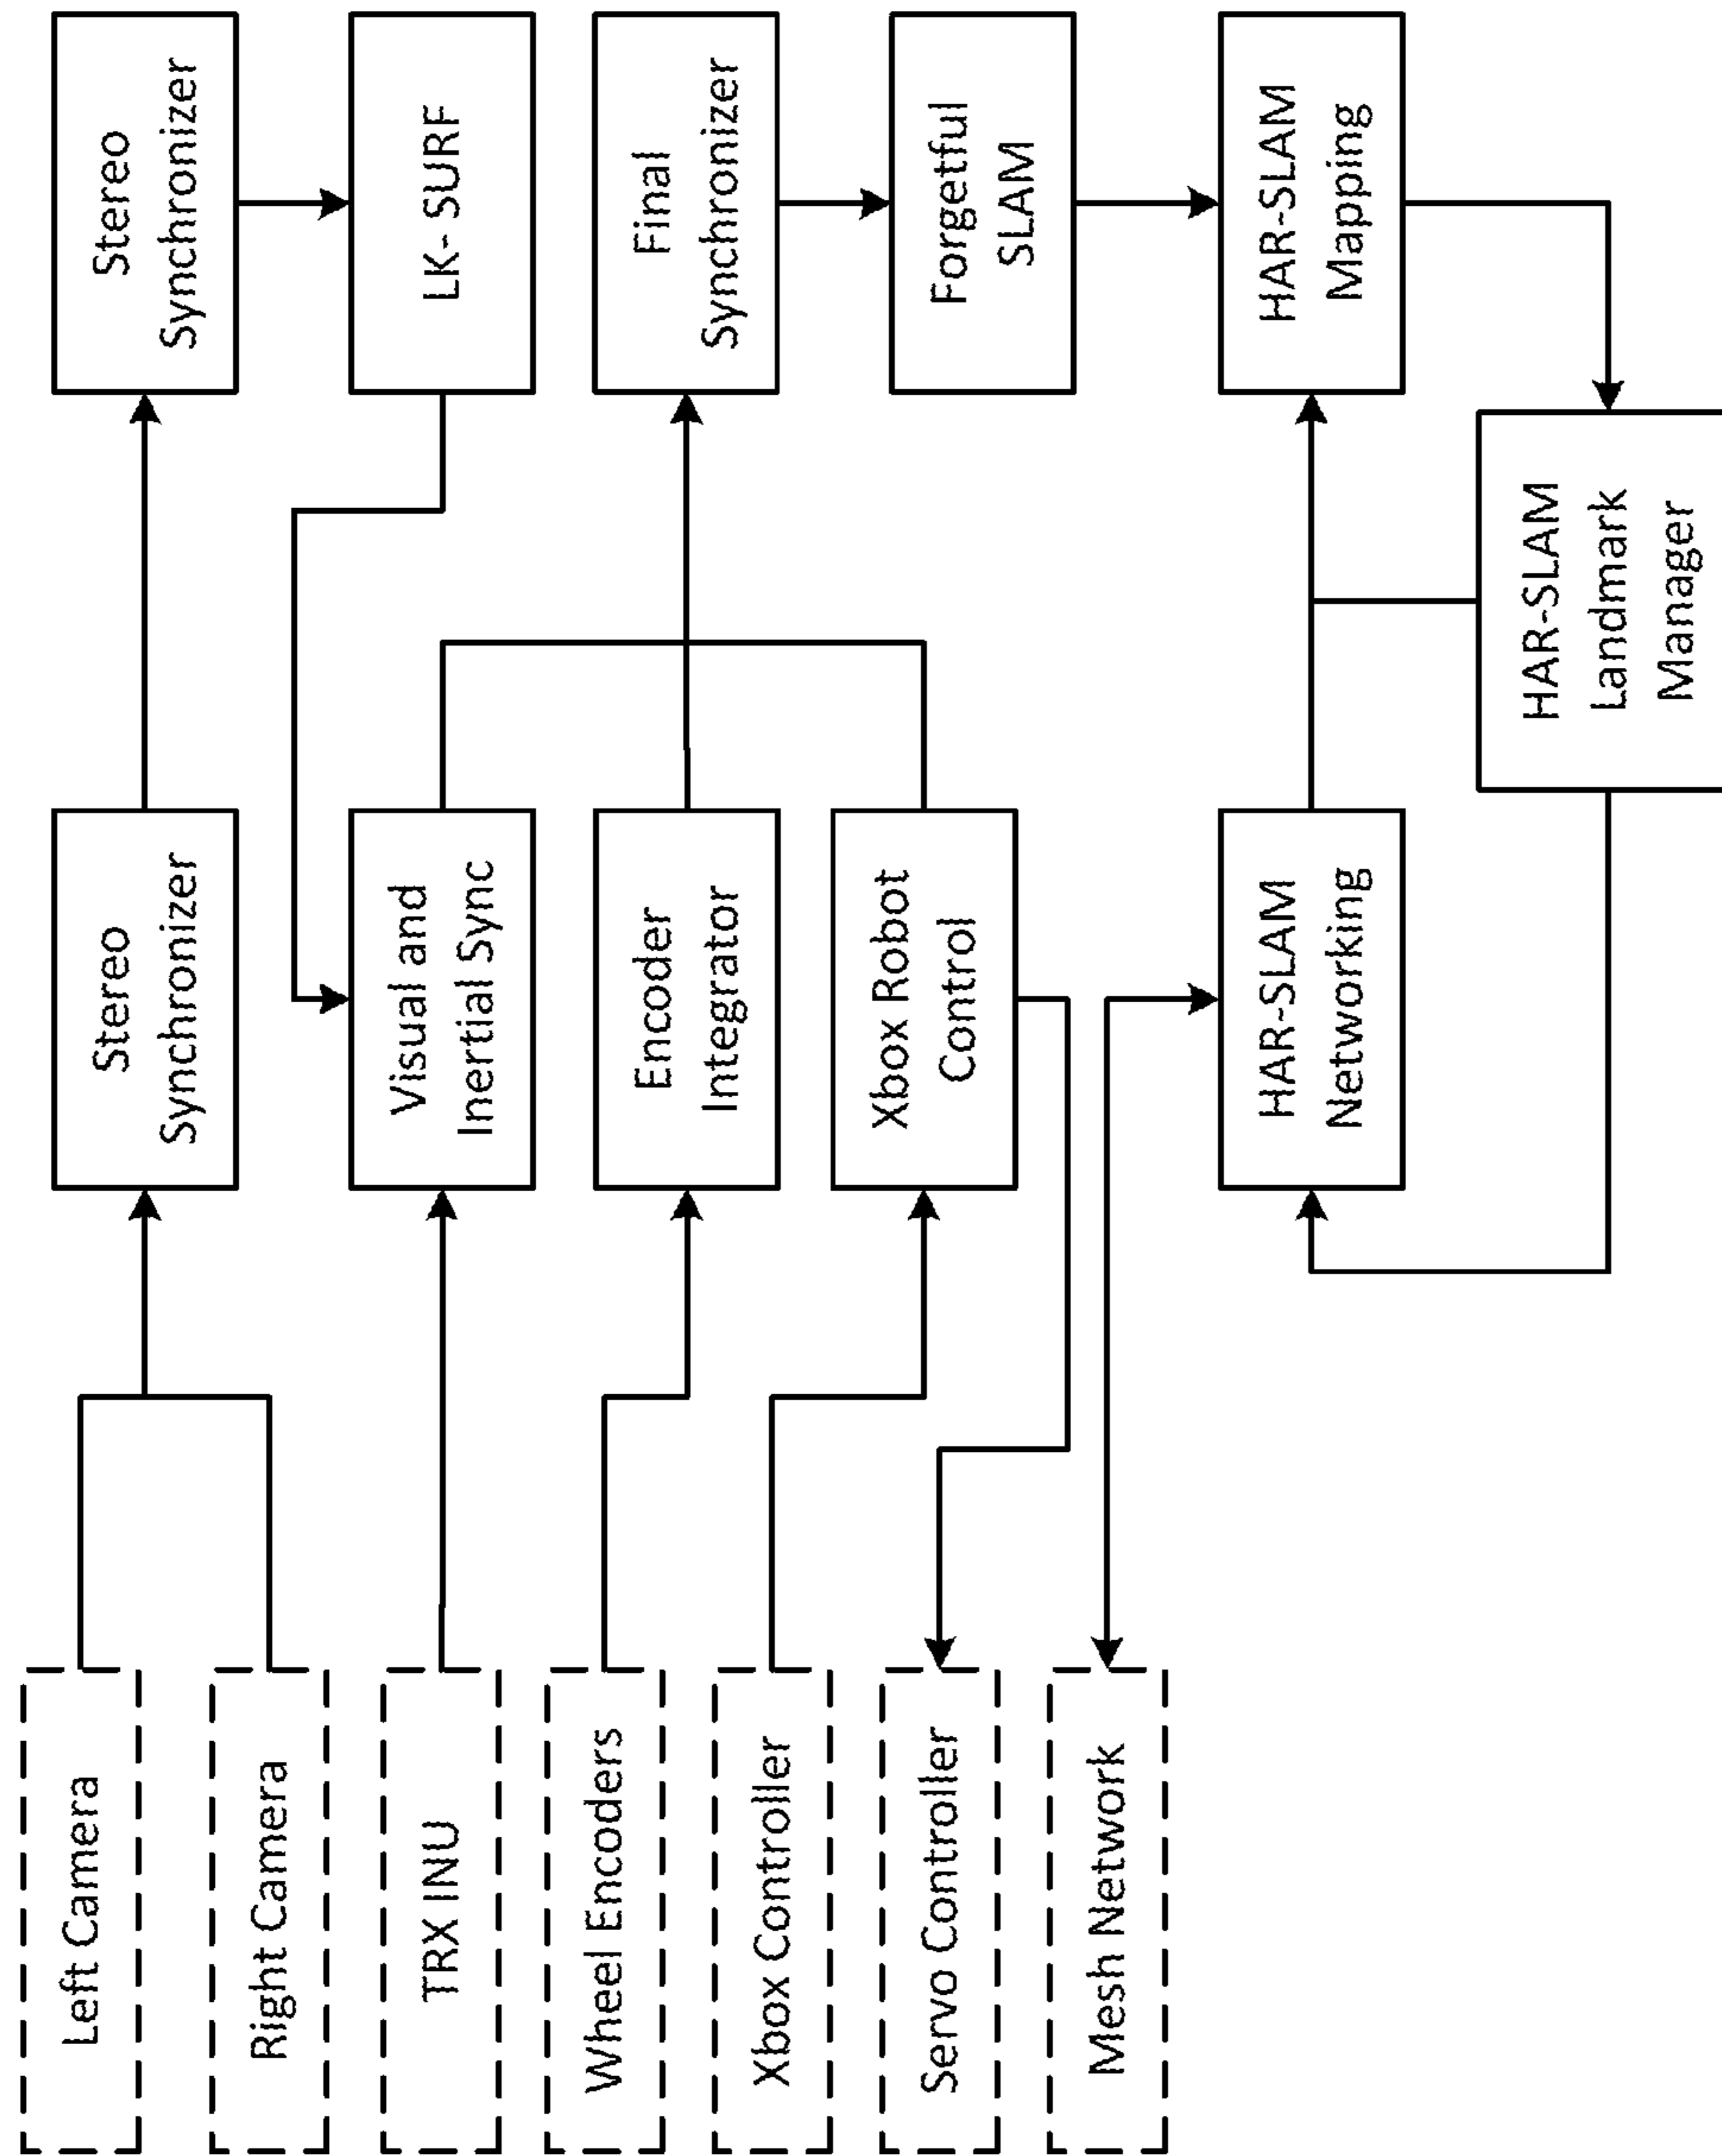 Left Camera
Right Camera
TRX INU
Wheel Encoders
Xbox Controller
Servo Controller
Mesh Network
Stereo
Synchronizer
Visual and
Inertial Sync
Encoder
Integrator
Xbox Robot
Control
HAR-SLAM
Networking
Stereo
Synchronizer
LK- SURF
Final
Synchronizer
Forgetful
SLAM
HAR-SLAM
Mapping
HAR-SLAM
Landmark
Manager